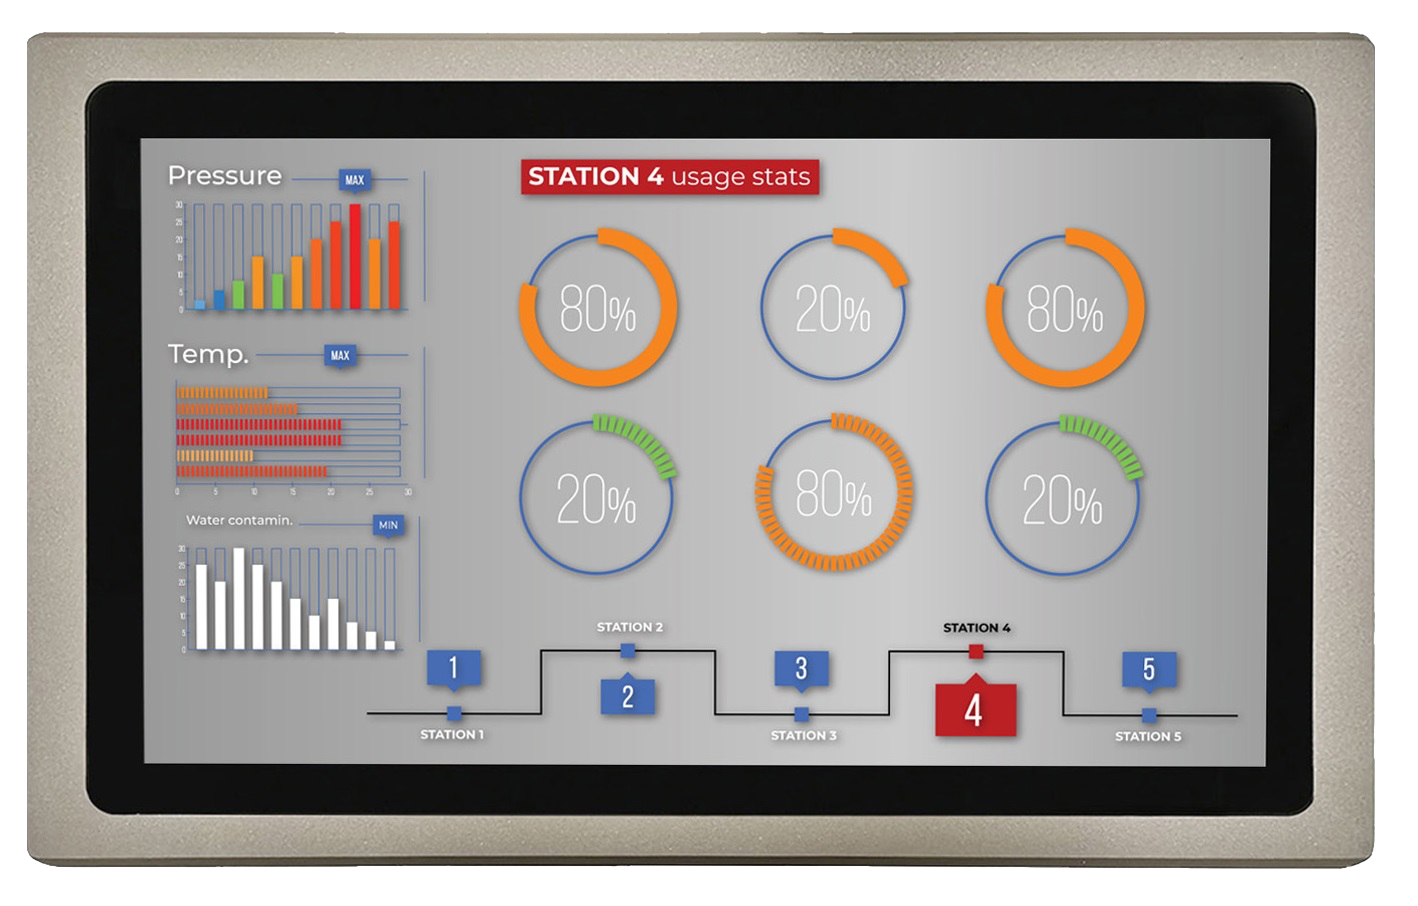 Pressure
MAX
30
25
20
15
10
5
0
Temp.
MAX
0 5 10 15 20 25 30
Water contamin.
MIN
30
25
20
15
10
5
0
STATION 4 usage stats
80% 20% 80%
20% 80% 20%
STATION 2
STATION 4
1
3
5
2
4
STATION 1
STATION 3
STATION 5